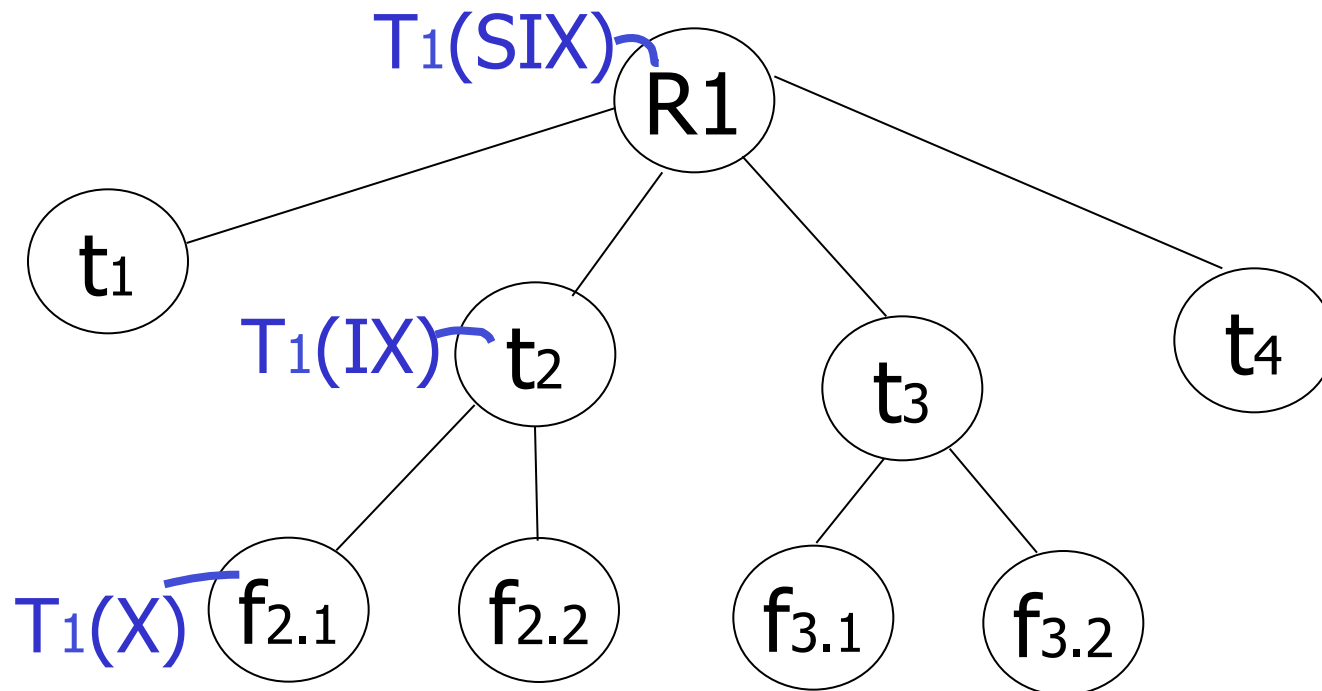 T1(SIX)
R1
t1
T1(IX)
t2
t3
t4
T1(X)
f2.1
f2.2
f3.1
f3.2